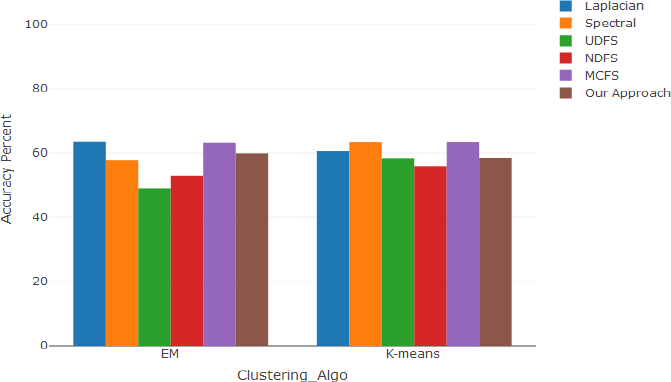 Accuracy Percent
100
80
60
40
20
0
EM
K-means
Clustering_Algo
Laplacian
Spectral
UDFS
NDFS
MCFS
Our Approach